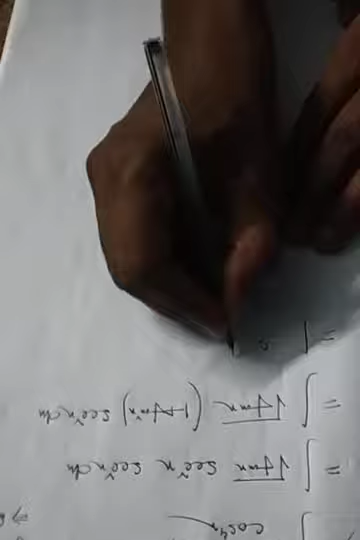 cos⁴x
= ∫ √tanx sec²x sec²x dx
= ∫ √tanx (1+tan²x) sec²x dx
= ∫